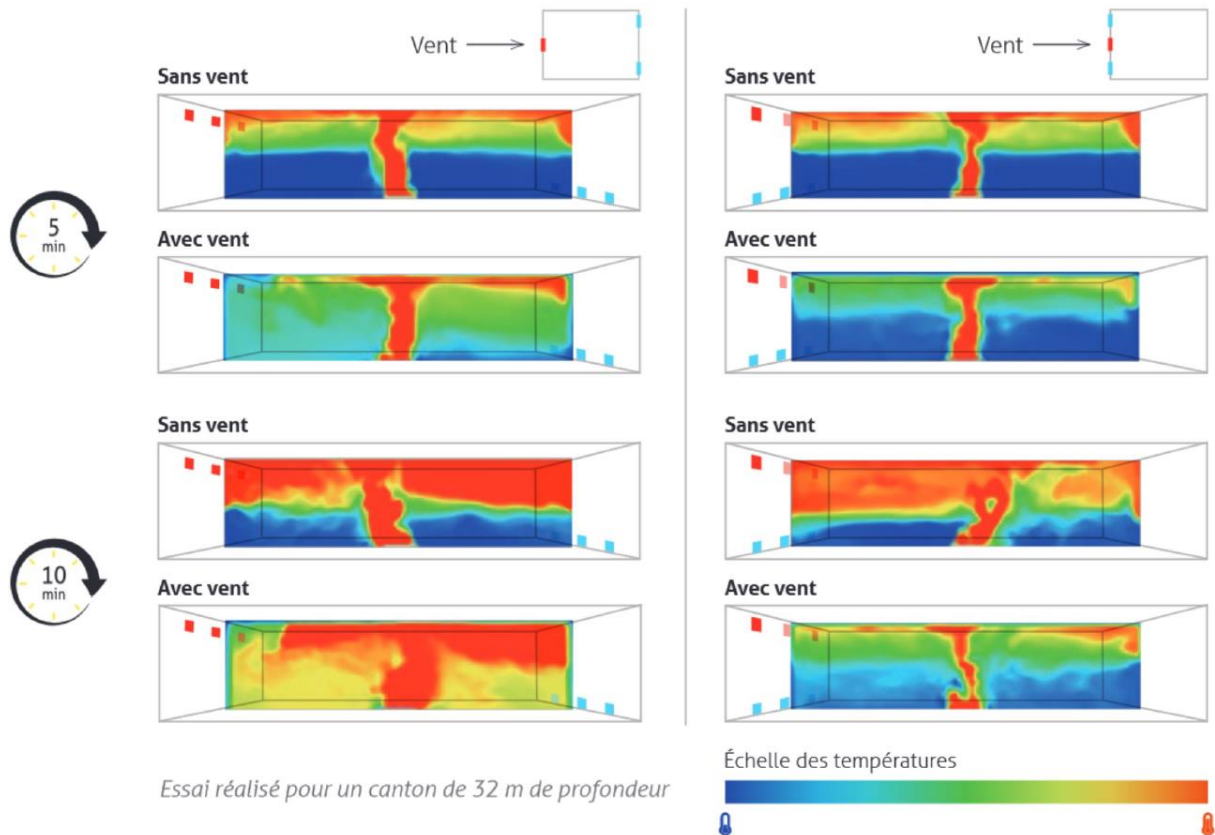 Vent
Vent
Sans vent
Sans vent
5
min
Avec vent
Avec vent
Sans vent
Sans vent
10
min
Avec vent
Avec vent
Échelle des températures
Essai réalisé pour un canton de 32 m de profondeur